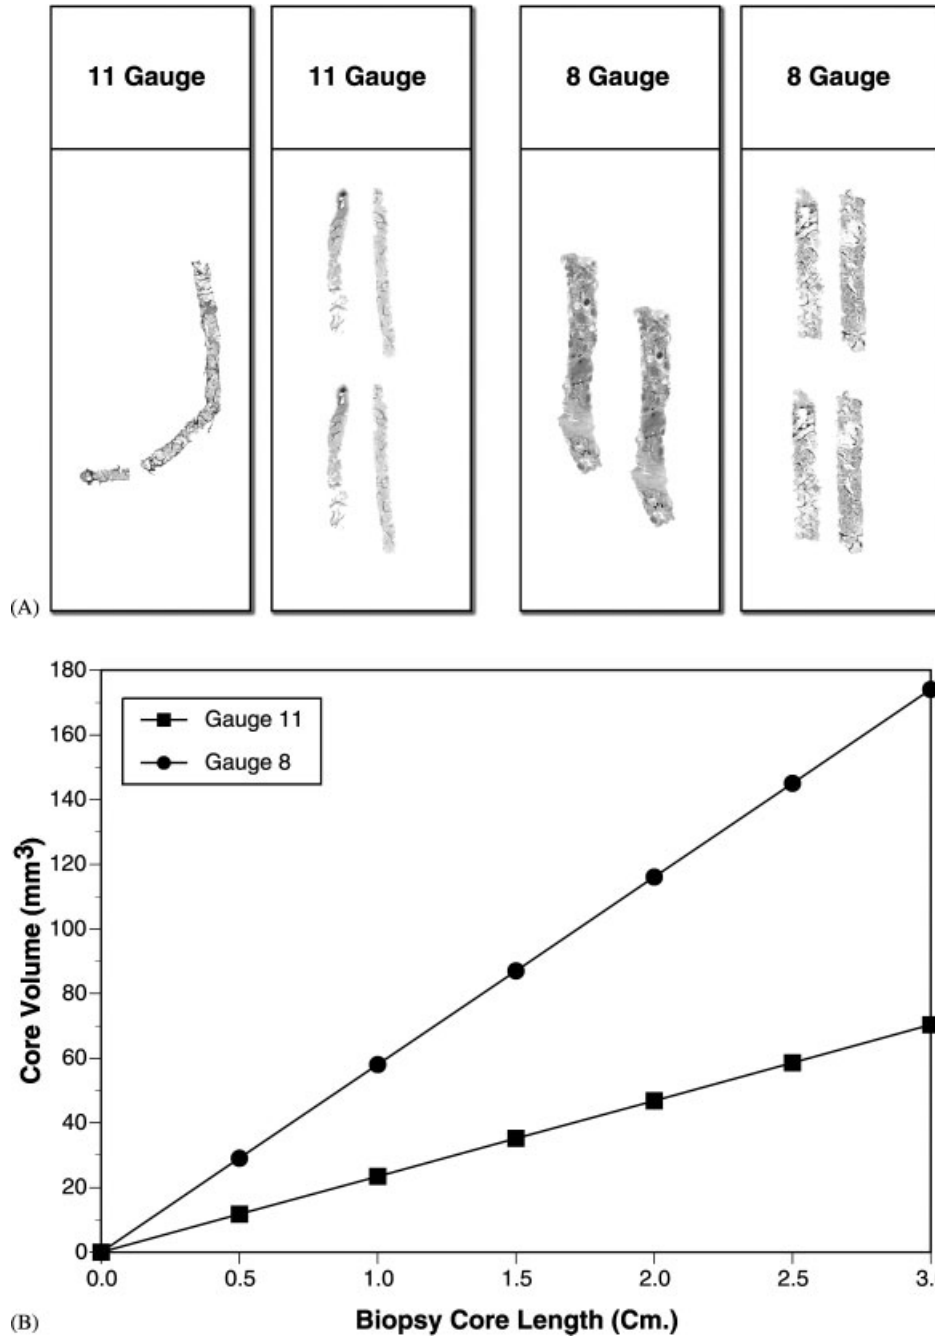 11 Gauge
11 Gauge
8 Gauge
8 Gauge
(A)
180
160
140
120
100
80
60
40
20
0
Gauge 11
Gauge 8
Core Volume (mm³)
0.0 0.5 1.0 1.5 2.0 2.5 3.
Biopsy Core Length (Cm.)
(B)